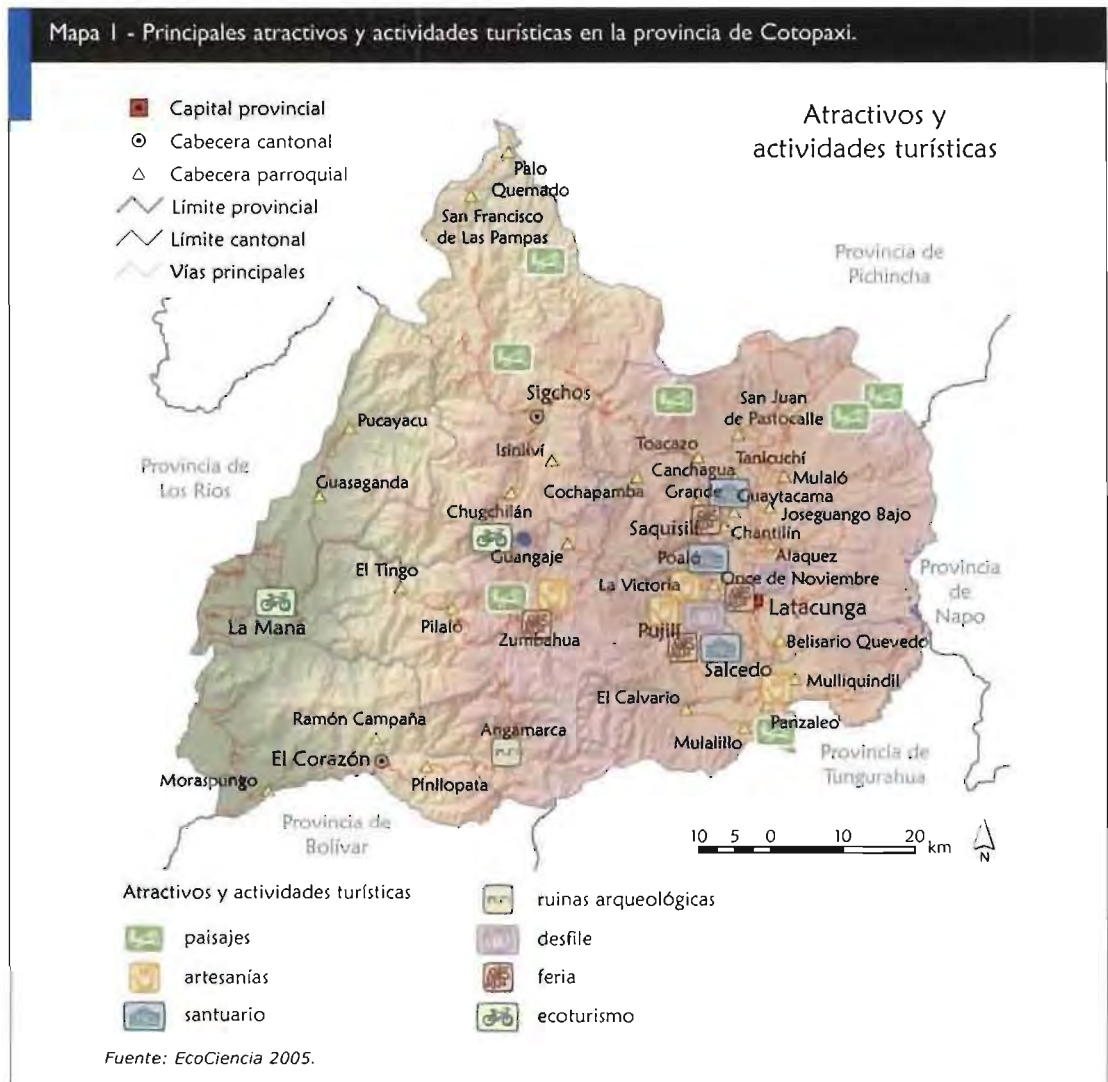 Mapa 1 - Principales atractivos y actividades turísticas en la provincia de Cotopaxi.
Capital provincial
Cabecera cantonal
Cabecera parroquial
Límite provincial
Límite cantonal
Vías principales
Atractivos y
actividades turísticas
Palo
Quemado
San Francisco
de Las Pampas
Provincia de
Pichincha
Sigchos
San Juan
de Pastocalle
Pucayacu
Isinliví
Toacazo
Tanicuchí
Provincia de
Los Ríos
Canchagua
Mulaló
Guasaganda
Cochapamba
Grande
Guaytacama
Chugchilán
Saquisilí
Joseguango Bajo
Chantilín
Guangaje
Poaló
Alaquez
El Tingo
La Victoria
Once de Noviembre
Provincia
de
Napo
Latacunga
La Maná
Pilaló
Zumbahua
Pujilí
Belisario Quevedo
Salcedo
Mulliquindil
El Calvario
Ramón Campaña
Angamarca
Panzaleo
Mulalillo
El Corazón
Provincia de
Tungurahua
Moraspungo
Pinllopata
Provincia de
Bolívar
10 5 0 10 20 km
N
Atractivos y actividades turísticas
paisajes
artesanías
santuario
ruinas arqueológicas
desfile
feria
ecoturismo
Fuente: EcoCiencia 2005.